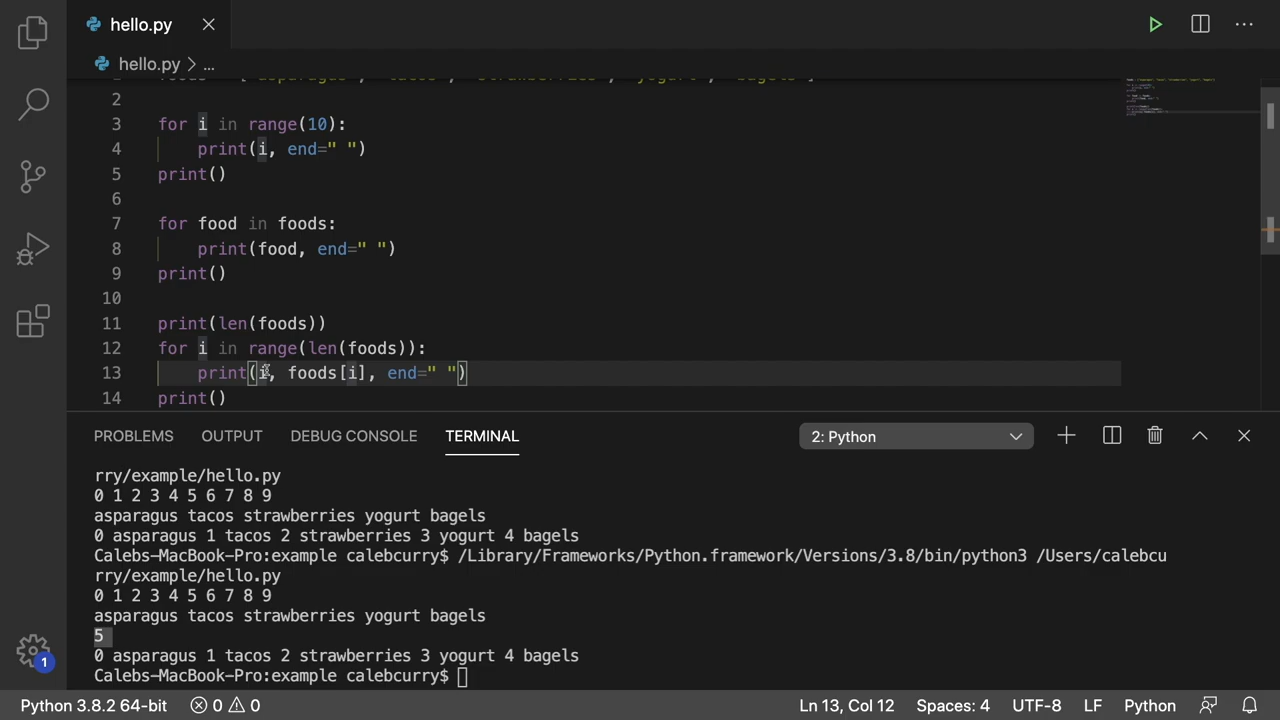 hello.py
hello.py > ...
1 foods = ["asparagus", "tacos", "strawberries", "yogurt", "bagels"]
2
3 for i in range(10):
4 print(i, end=" ")
5 print()
6
7 for food in foods:
8 print(food, end=" ")
9 print()
10
11 print(len(foods))
12 for i in range(len(foods)):
13 print(i, foods[i], end=" ")
14 print()
PROBLEMS OUTPUT DEBUG CONSOLE TERMINAL 2: Python
rry/example/hello.py
0 1 2 3 4 5 6 7 8 9
asparagus tacos strawberries yogurt bagels
0 asparagus 1 tacos 2 strawberries 3 yogurt 4 bagels
Calebs-MacBook-Pro:example calebcurry$ /Library/Frameworks/Python.framework/Versions/3.8/bin/python3 /Users/calebcu
rry/example/hello.py
0 1 2 3 4 5 6 7 8 9
asparagus tacos strawberries yogurt bagels
5
0 asparagus 1 tacos 2 strawberries 3 yogurt 4 bagels
Calebs-MacBook-Pro:example calebcurry$
1
Python 3.8.2 64-bit 0 0 Ln 13, Col 12 Spaces: 4 UTF-8 LF Python